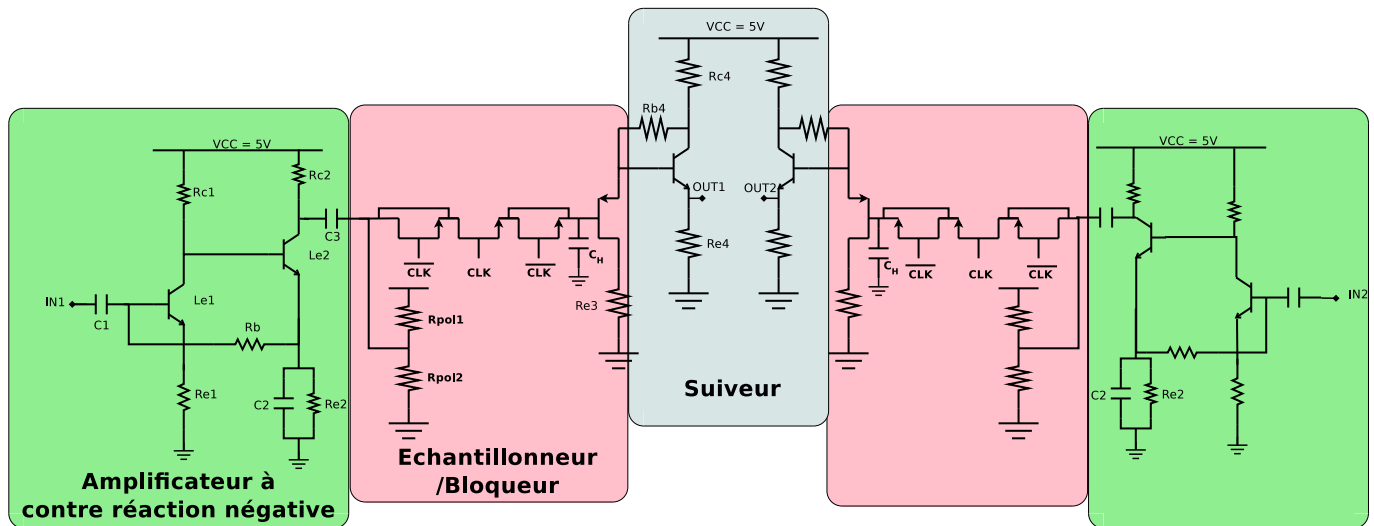 VCC = 5V
Rc4
Rb4
OUT1
OUT2
Re4
Suiveur
VCC = 5V
Rc1
Rc2
C3
Le2
IN1
C1
Le1
Rb
Re1
C2
Re2
Amplificateur à
contre réaction négative
CLK
CLK
CLK
CH
Re3
Rpol1
Rpol2
Echantillonneur
/Bloqueur
CH
CLK
CLK
CLK
VCC = 5V
IN2
C2
Re2